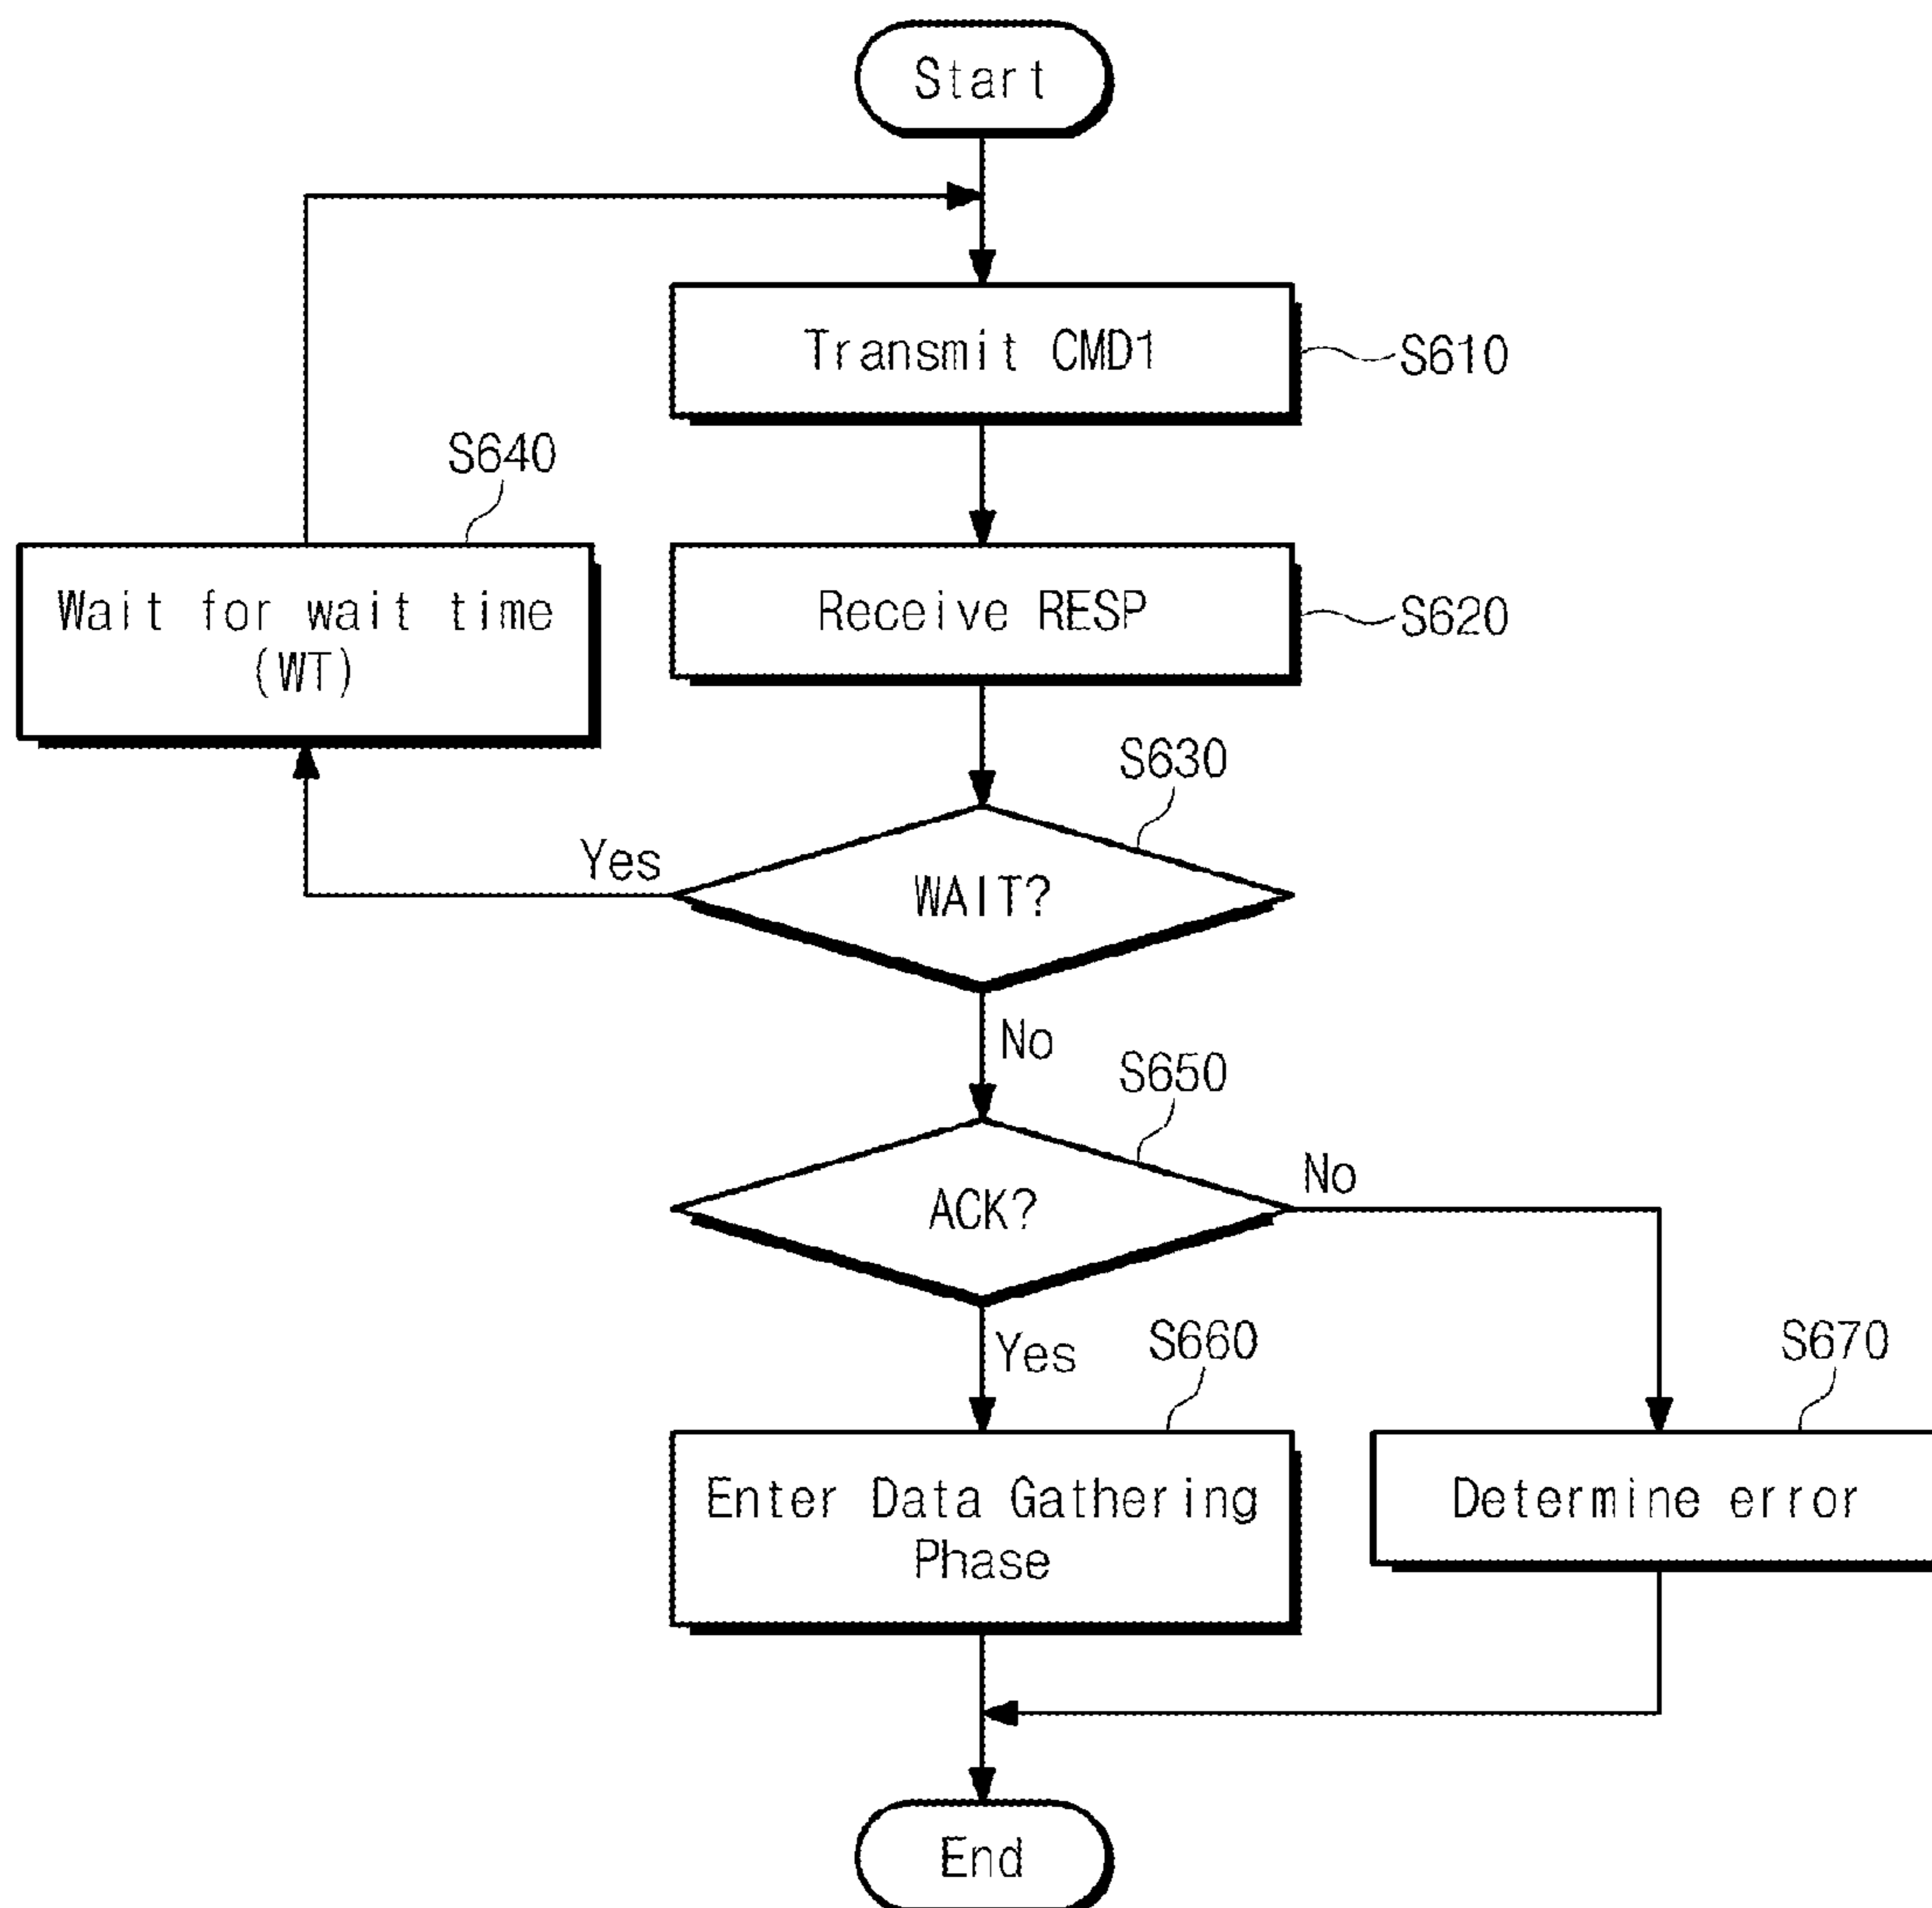 Start
Transmit CMD1
S610
S640
Wait for wait time
(WT)
Receive RESP
S620
S630
Yes
WAIT?
No
S650
ACK?
No
Yes
S660
S670
Enter Data Gathering
Phase
Determine error
End